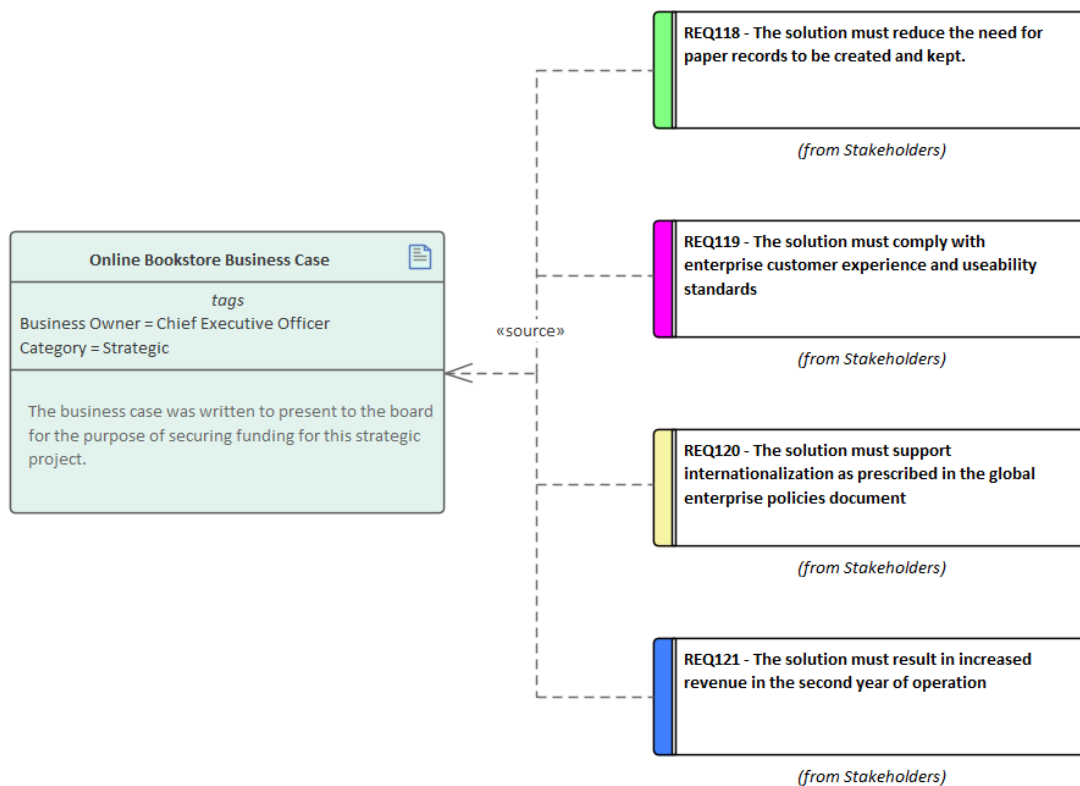 REQ118 - The solution must reduce the need for
paper records to be created and kept.
(from Stakeholders)
REQ119 - The solution must comply with
enterprise customer experience and useability
standards
(from Stakeholders)
Online Bookstore Business Case
tags
Business Owner = Chief Executive Officer
Category = Strategic
The business case was written to present to the board
for the purpose of securing funding for this strategic
project.
«source»
REQ120 - The solution must support
internationalization as prescribed in the global
enterprise policies document
(from Stakeholders)
REQ121 - The solution must result in increased
revenue in the second year of operation
(from Stakeholders)